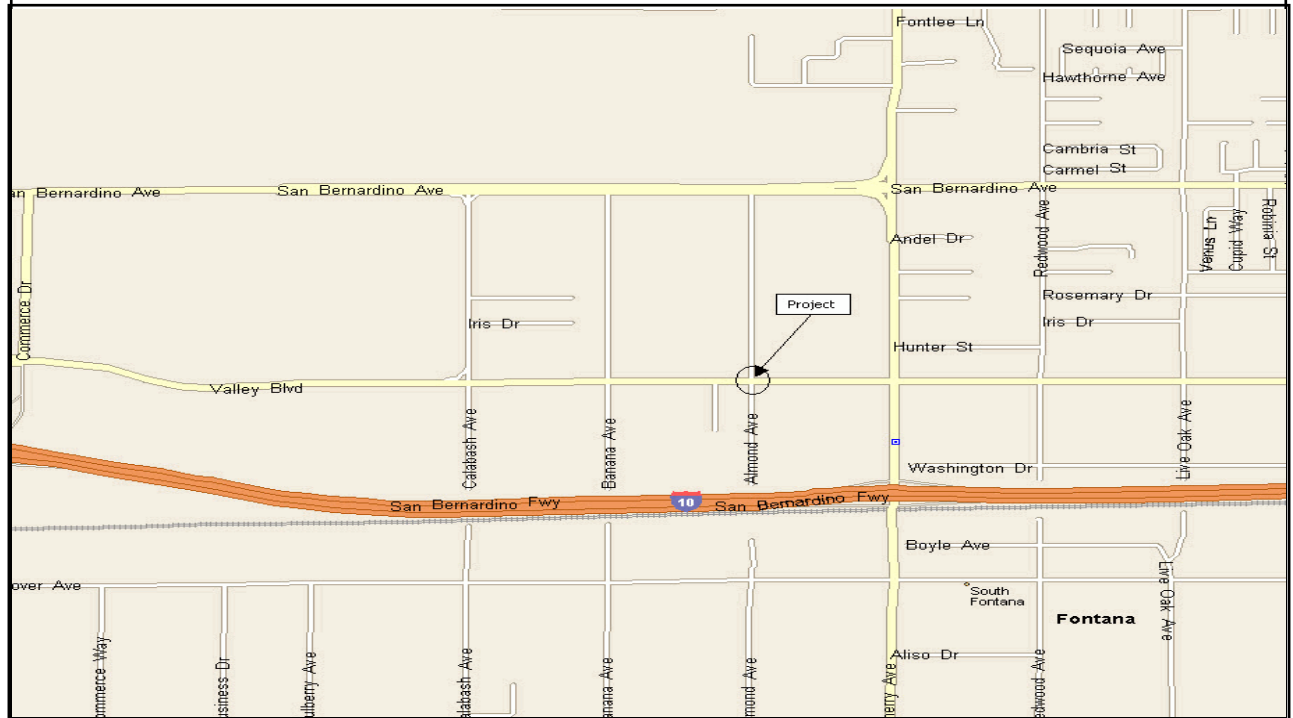 Fontlee Ln
Sequoia Ave
Hawthorne Ave
Cambria St
Carmel St
an Bernardino Ave
San Bernardino Ave
San Bernardino Ave
Redwood Ave
Venus Ln
Cupid Way
Robinia St
Andel Dr
Commerce Dr
Project
Rosemary Dr
Iris Dr
Iris Dr
Hunter St
Valley Blvd
Calabash Ave
Banana Ave
Almond Ave
Live Oak Ave
Washington Dr
San Bernardino Fwy
10
San Bernardino Fwy
Boyle Ave
over Ave
South
Fontana
Fontana
Live Oak Ave
Aliso Dr
ommerce Way
usiness Dr
ulberry Ave
alabash Ave
anana Ave
mond Ave
herry Ave
edwood Ave